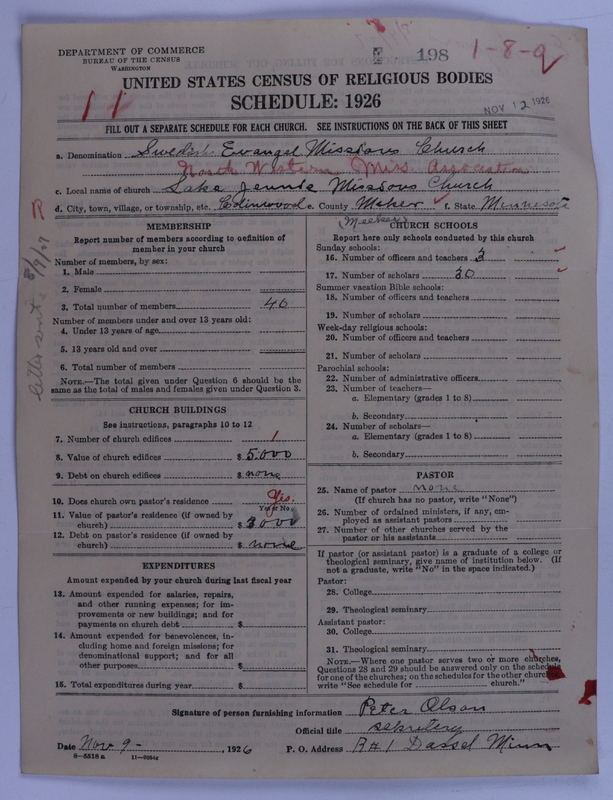 DEPARTMENT OF COMMERCE
BUREAU OF THE CENSUS
WASHINGTON
198
1-8-9
UNITED STATES CENSUS OF RELIGIOUS BODIES
SCHEDULE: 1926
NOV 12 1926
FILL OUT A SEPARATE SCHEDULE FOR EACH CHURCH. SEE INSTRUCTIONS ON THE BACK OF THIS SHEET
a. Denomination Swedish Evangel Missions Church
North Western Miss. Association
c. Local name of church Lake Jennie Missions Church
d. City, town, village, or township, etc. Colinwood e. County Meker f. State Minnesota
(Meeker)
MEMBERSHIP
Report number of members according to definition of
member in your church
Number of members, by sex:
1. Male
2. Female
3. Total number of members 40
Number of members under and over 13 years old:
4. Under 13 years of age
5. 13 years old and over
6. Total number of members
NOTE.—The total given under Question 6 should be the
same as the total of males and females given under Question 3.
CHURCH BUILDINGS
See instructions, paragraphs 10 to 12
7. Number of church edifices 1
8. Value of church edifices $ 5.000
9. Debt on church edifices $ none
10. Does church own pastor's residence Yes.
Yes or No
11. Value of pastor's residence (if owned by
church) $ 3000
12. Debt on pastor's residence (if owned by
church) $ none
EXPENDITURES
Amount expended by your church during last fiscal year
13. Amount expended for salaries, repairs,
and other running expenses; for im-
provements or new buildings; and for
payments on church debt $
14. Amount expended for benevolences, in-
cluding home and foreign missions; for
denominational support; and for all
other purposes $
15. Total expenditures during year $
CHURCH SCHOOLS
Report here only schools conducted by this church
Sunday schools:
16. Number of officers and teachers 3
17. Number of scholars 30
Summer vacation Bible schools:
18. Number of officers and teachers
19. Number of scholars
Week-day religious schools:
20. Number of officers and teachers
21. Number of scholars
Parochial schools:
22. Number of administrative officers
23. Number of teachers—
a. Elementary (grades 1 to 8)
b. Secondary
24. Number of scholars—
a. Elementary (grades 1 to 8)
b. Secondary
PASTOR
25. Name of pastor none
(If church has no pastor, write "None")
26. Number of ordained ministers, if any, em-
ployed as assistant pastors
27. Number of other churches served by the
pastor or his assistants
If pastor (or assistant pastor) is a graduate of a college or
theological seminary, give name of institution below. (If
not a graduate, write "No" in the space indicated.)
Pastor:
28. College
29. Theological seminary
Assistant pastor:
30. College
31. Theological seminary
NOTE.—Where one pastor serves two or more churches,
Questions 28 and 29 should be answered only on the schedule
for one of the churches; on the schedules for the other churches
write "See schedule for church."
Signature of person furnishing information Peter Olson
Official title sekretery
Date Nov 9 - , 1926 P. O. Address R#1 Dassel Minn
8—5518 a